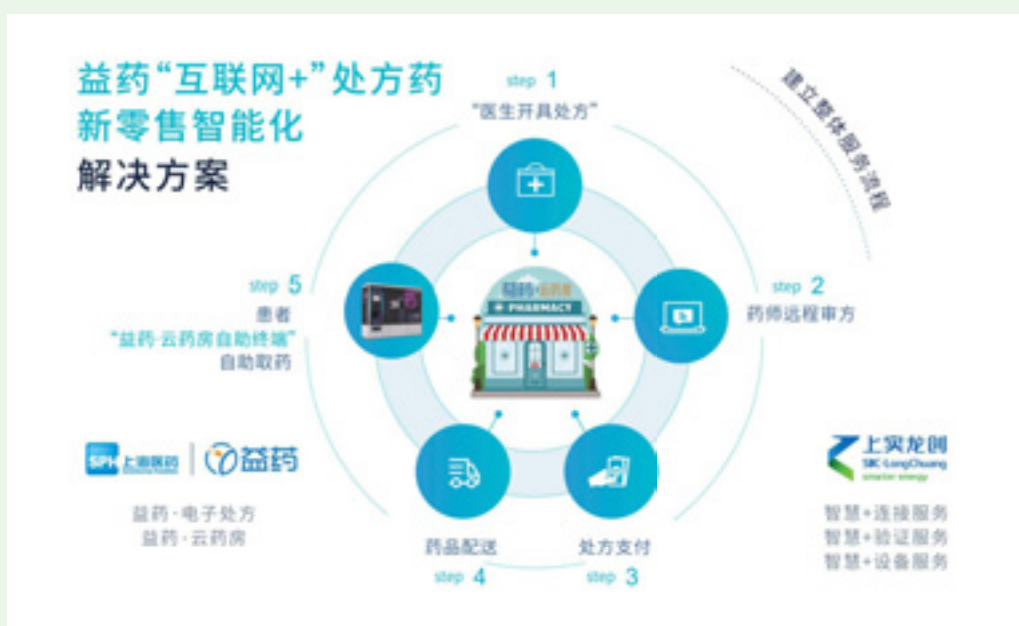 益药“互联网+”处方药
新零售智能化
解决方案
建立整体服务流程
step 1
“医生开具处方”
step 2
药师远程审方
处方支付
step 3
药品配送
step 4
step 5
患者
“益药·云药房自助终端”
自助取药
益药·云药房
PHARMACY
SPH 上海医药
益药
益药·电子处方
益药·云药房
上实龙创
SIIC LongChuang
smarter energy
智慧+连接服务
智慧+验证服务
智慧+设备服务